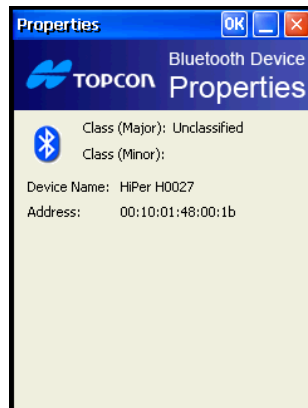 Properties OK
TOPCON
Bluetooth Device
Properties
Class (Major): Unclassified
Class (Minor):
Device Name: HiPer H0027
Address: 00:10:01:48:00:1b